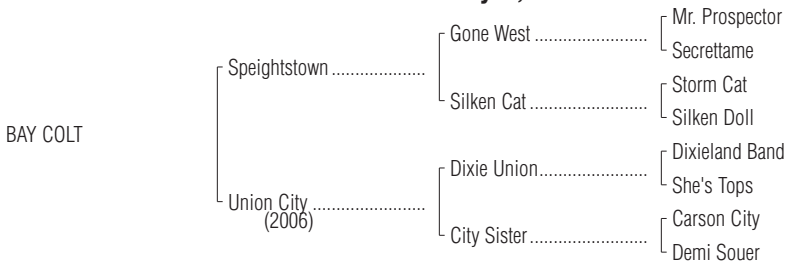 Mr. Prospector
Gone West ........................
Secrettame
Speightstown .....................
Storm Cat
Silken Cat .........................
Silken Doll
BAY COLT
Dixieland Band
Dixie Union.......................
She's Tops
Union City .........................
(2006)
Carson City
City Sister .........................
Demi Souer